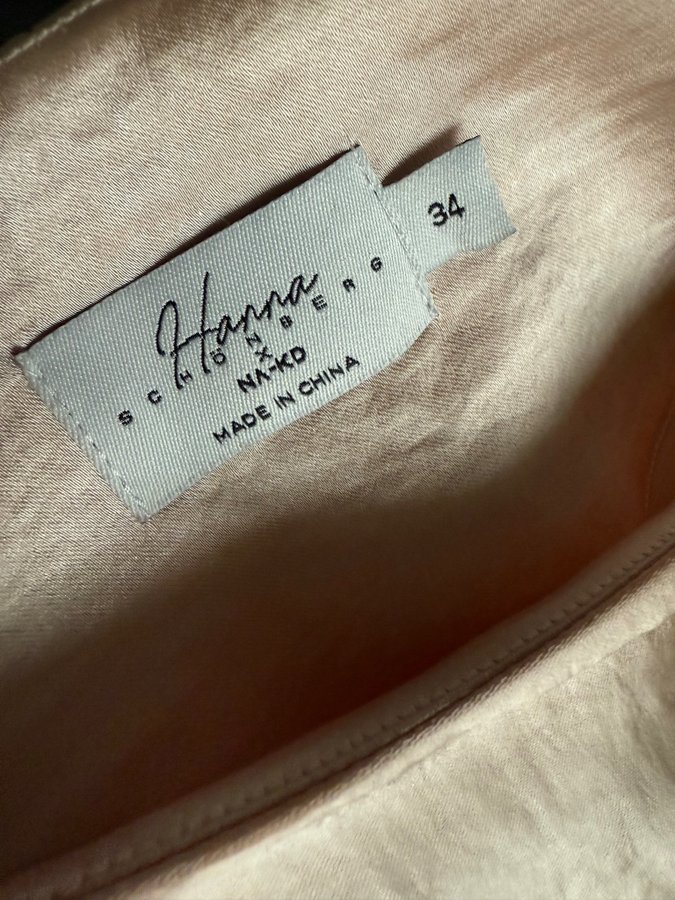 Hanna
SCHÖNBERG
X
NA-KD
MADE IN CHINA
34